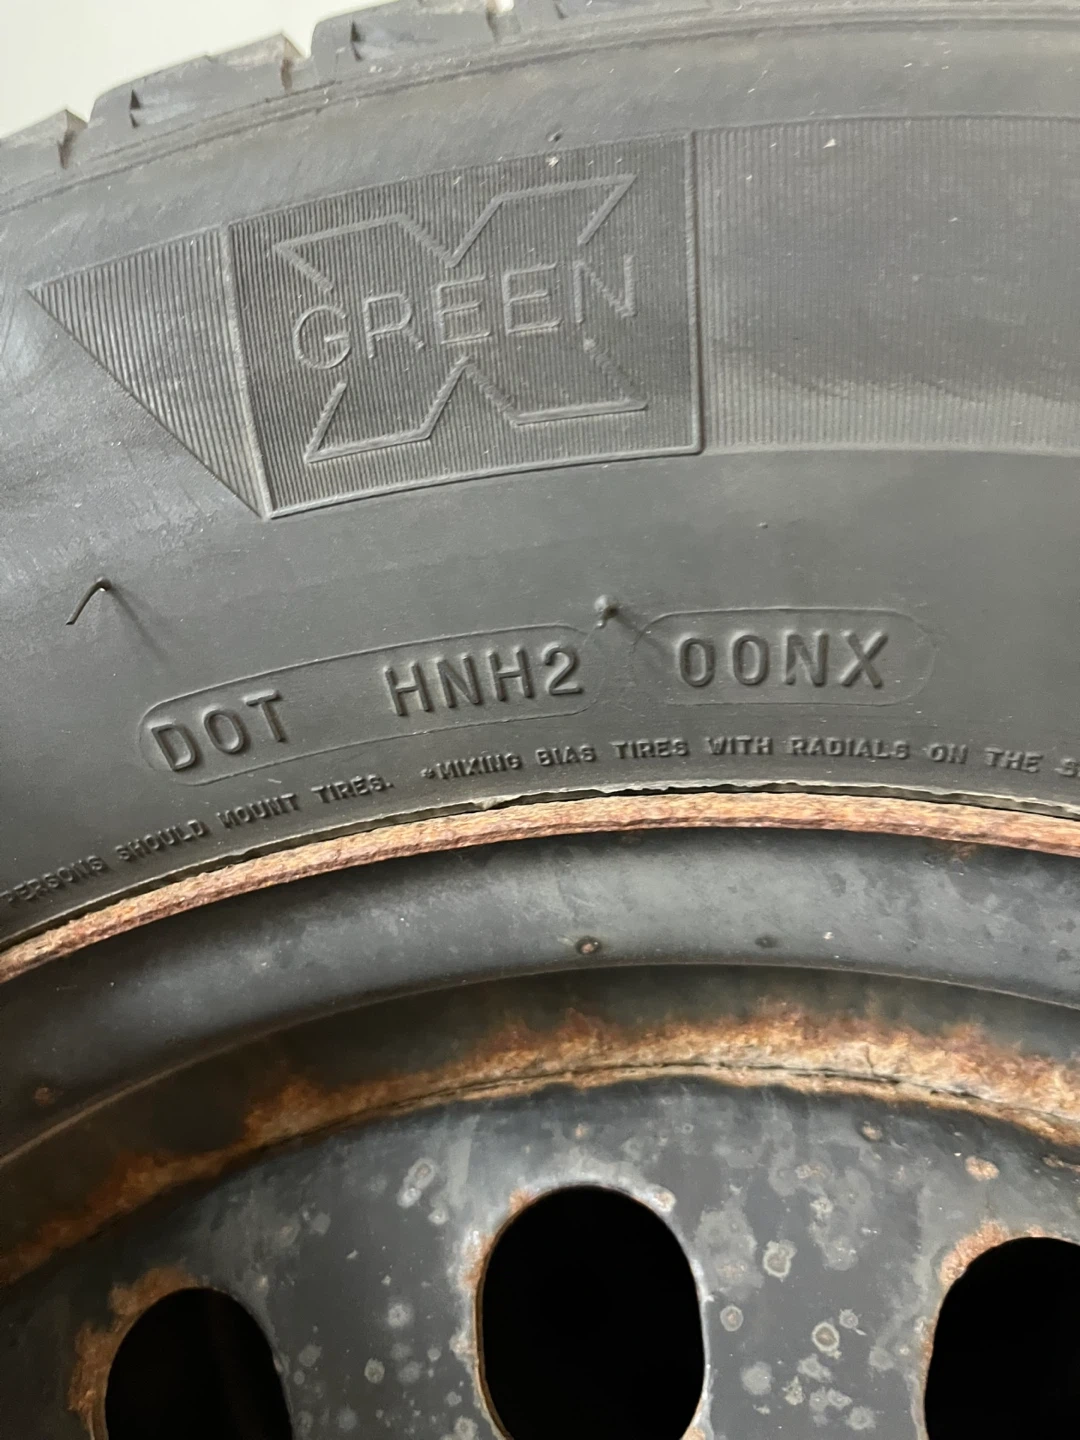 GREEN X
DOT HNH2 00NX
PERSONS SHOULD MOUNT TIRES. *MIXING BIAS TIRES WITH RADIALS ON THE S